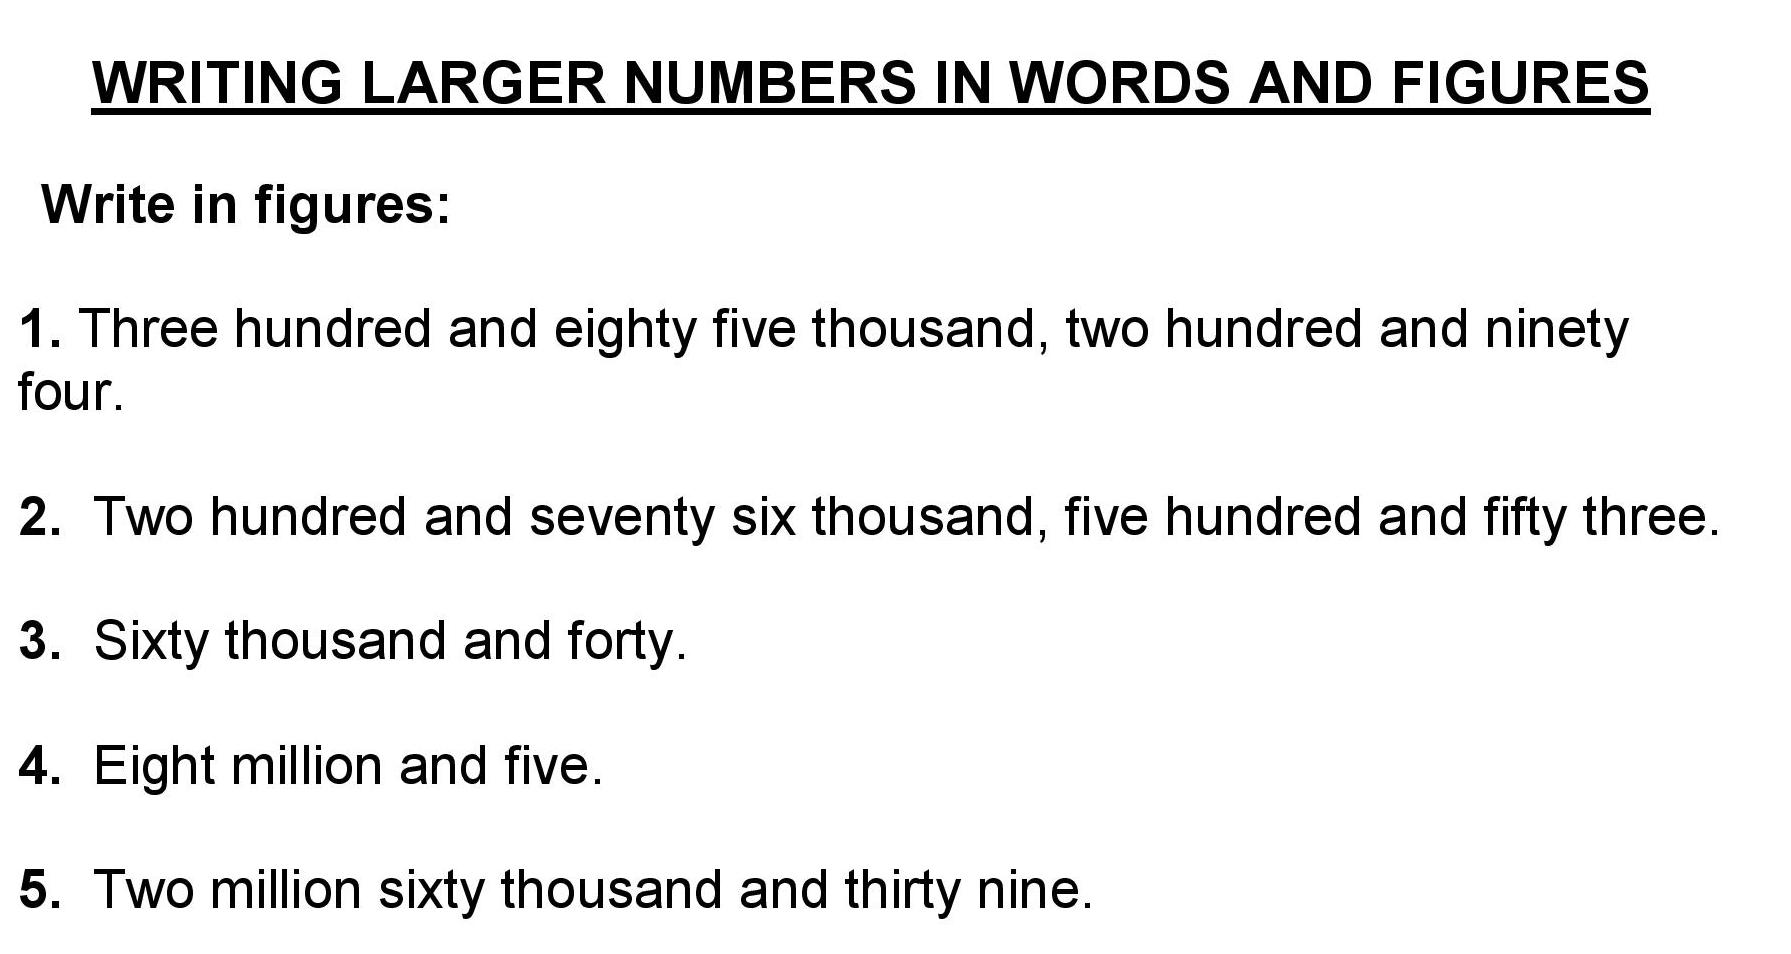 WRITING LARGER NUMBERS IN WORDS AND FIGURES
Write in figures:
1. Three hundred and eighty five thousand, two hundred and ninety
four.
2. Two hundred and seventy six thousand, five hundred and fifty three.
3. Sixty thousand and forty.
4. Eight million and five.
5. Two million sixty thousand and thirty nine.